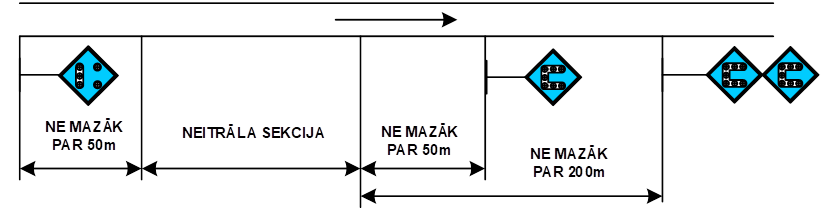 NE MAZĀK
PAR 50m
NEITRĀLA SEKCIJA
NE MAZĀK
PAR 50m
NE MAZĀK
PAR 200m